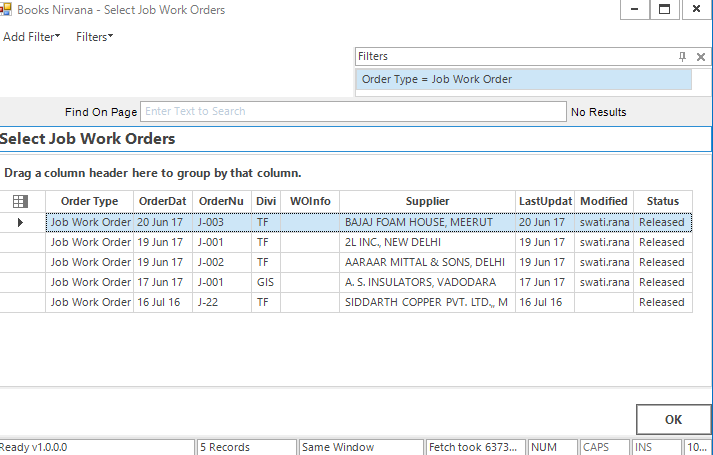 Books Nirvana - Select Job Work Orders
Add Filter Filters
Filters
Order Type = Job Work Order
Find On Page Enter Text to Search No Results
Select Job Work Orders
Drag a column header here to group by that column.
Order Type OrderDat OrderNu Divi WOInfo Supplier LastUpdat Modified Status
Job Work Order 20 Jun 17 J-003 TF BAJAJ FOAM HOUSE, MEERUT 20 Jun 17 swati.rana Released
Job Work Order 19 Jun 17 J-001 TF 2L INC., NEW DELHI 19 Jun 17 swati.rana Released
Job Work Order 19 Jun 17 J-002 TF AARAR MITTAL & SONS, DELHI 19 Jun 17 swati.rana Released
Job Work Order 17 Jun 17 J-001 GIS A. S. INSULATORS, VADODARA 17 Jun 17 swati.rana Released
Job Work Order 16 Jul 16 J-22 TF SIDDARTH COPPER PVT. LTD.,, M 16 Jul 16 Released
OK
Ready v1.0.0.0 5 Records Same Window Fetch took 6373... NUM CAPS INS 10...